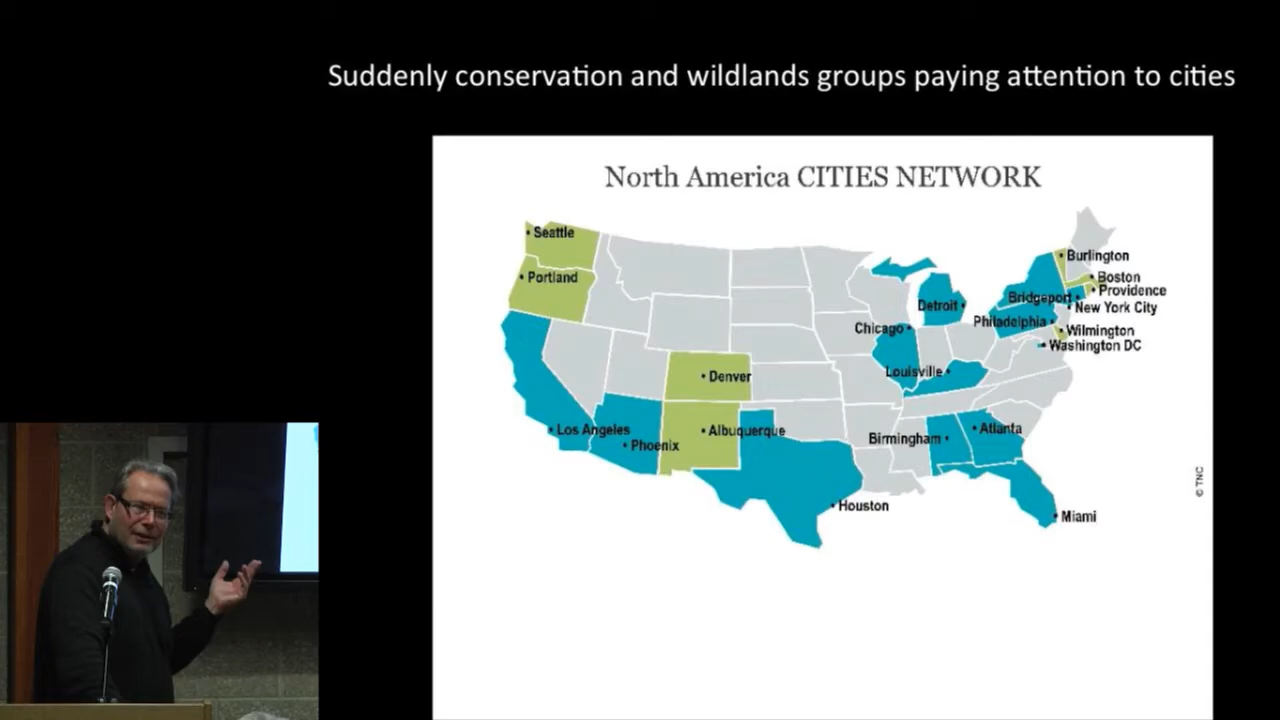 Suddenly conservation and wildlands groups paying attention to cities
North America CITIES NETWORK
Seattle
Portland
Burlington
Boston
Providence
Bridgeport
New York City
Detroit
Philadelphia
Chicago
Wilmington
Washington DC
Louisville
Denver
Los Angeles
Phoenix
Albuquerque
Birmingham
Atlanta
Houston
Miami
© TNC